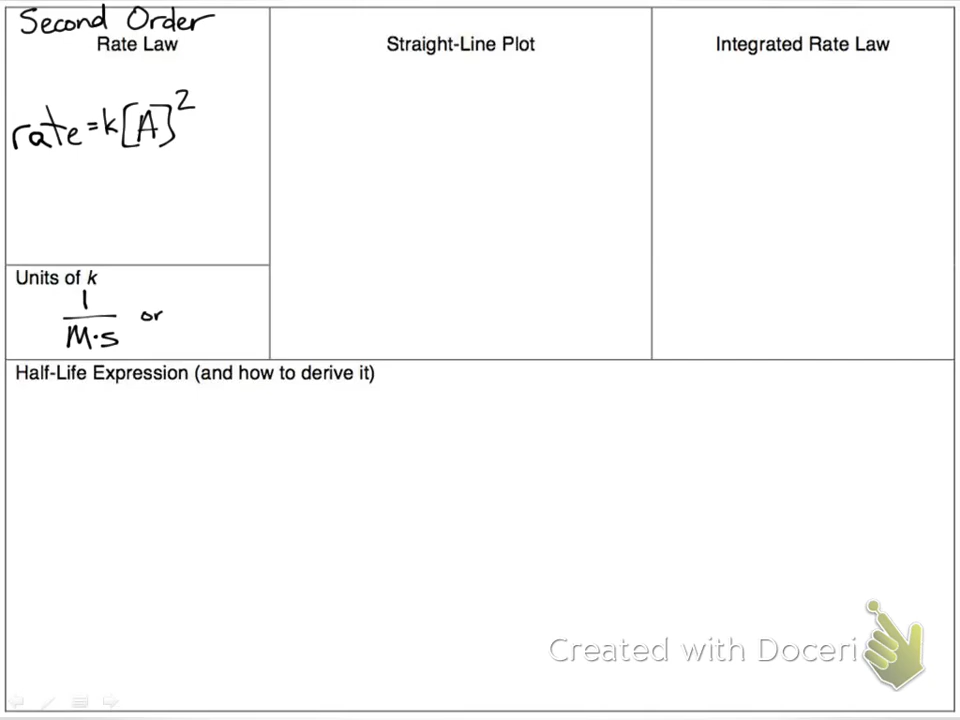 Second Order
Rate Law
rate = k[A]²
Units of k
1
M·s
or
Straight-Line Plot
Integrated Rate Law
Half-Life Expression (and how to derive it)
Created with Doceri